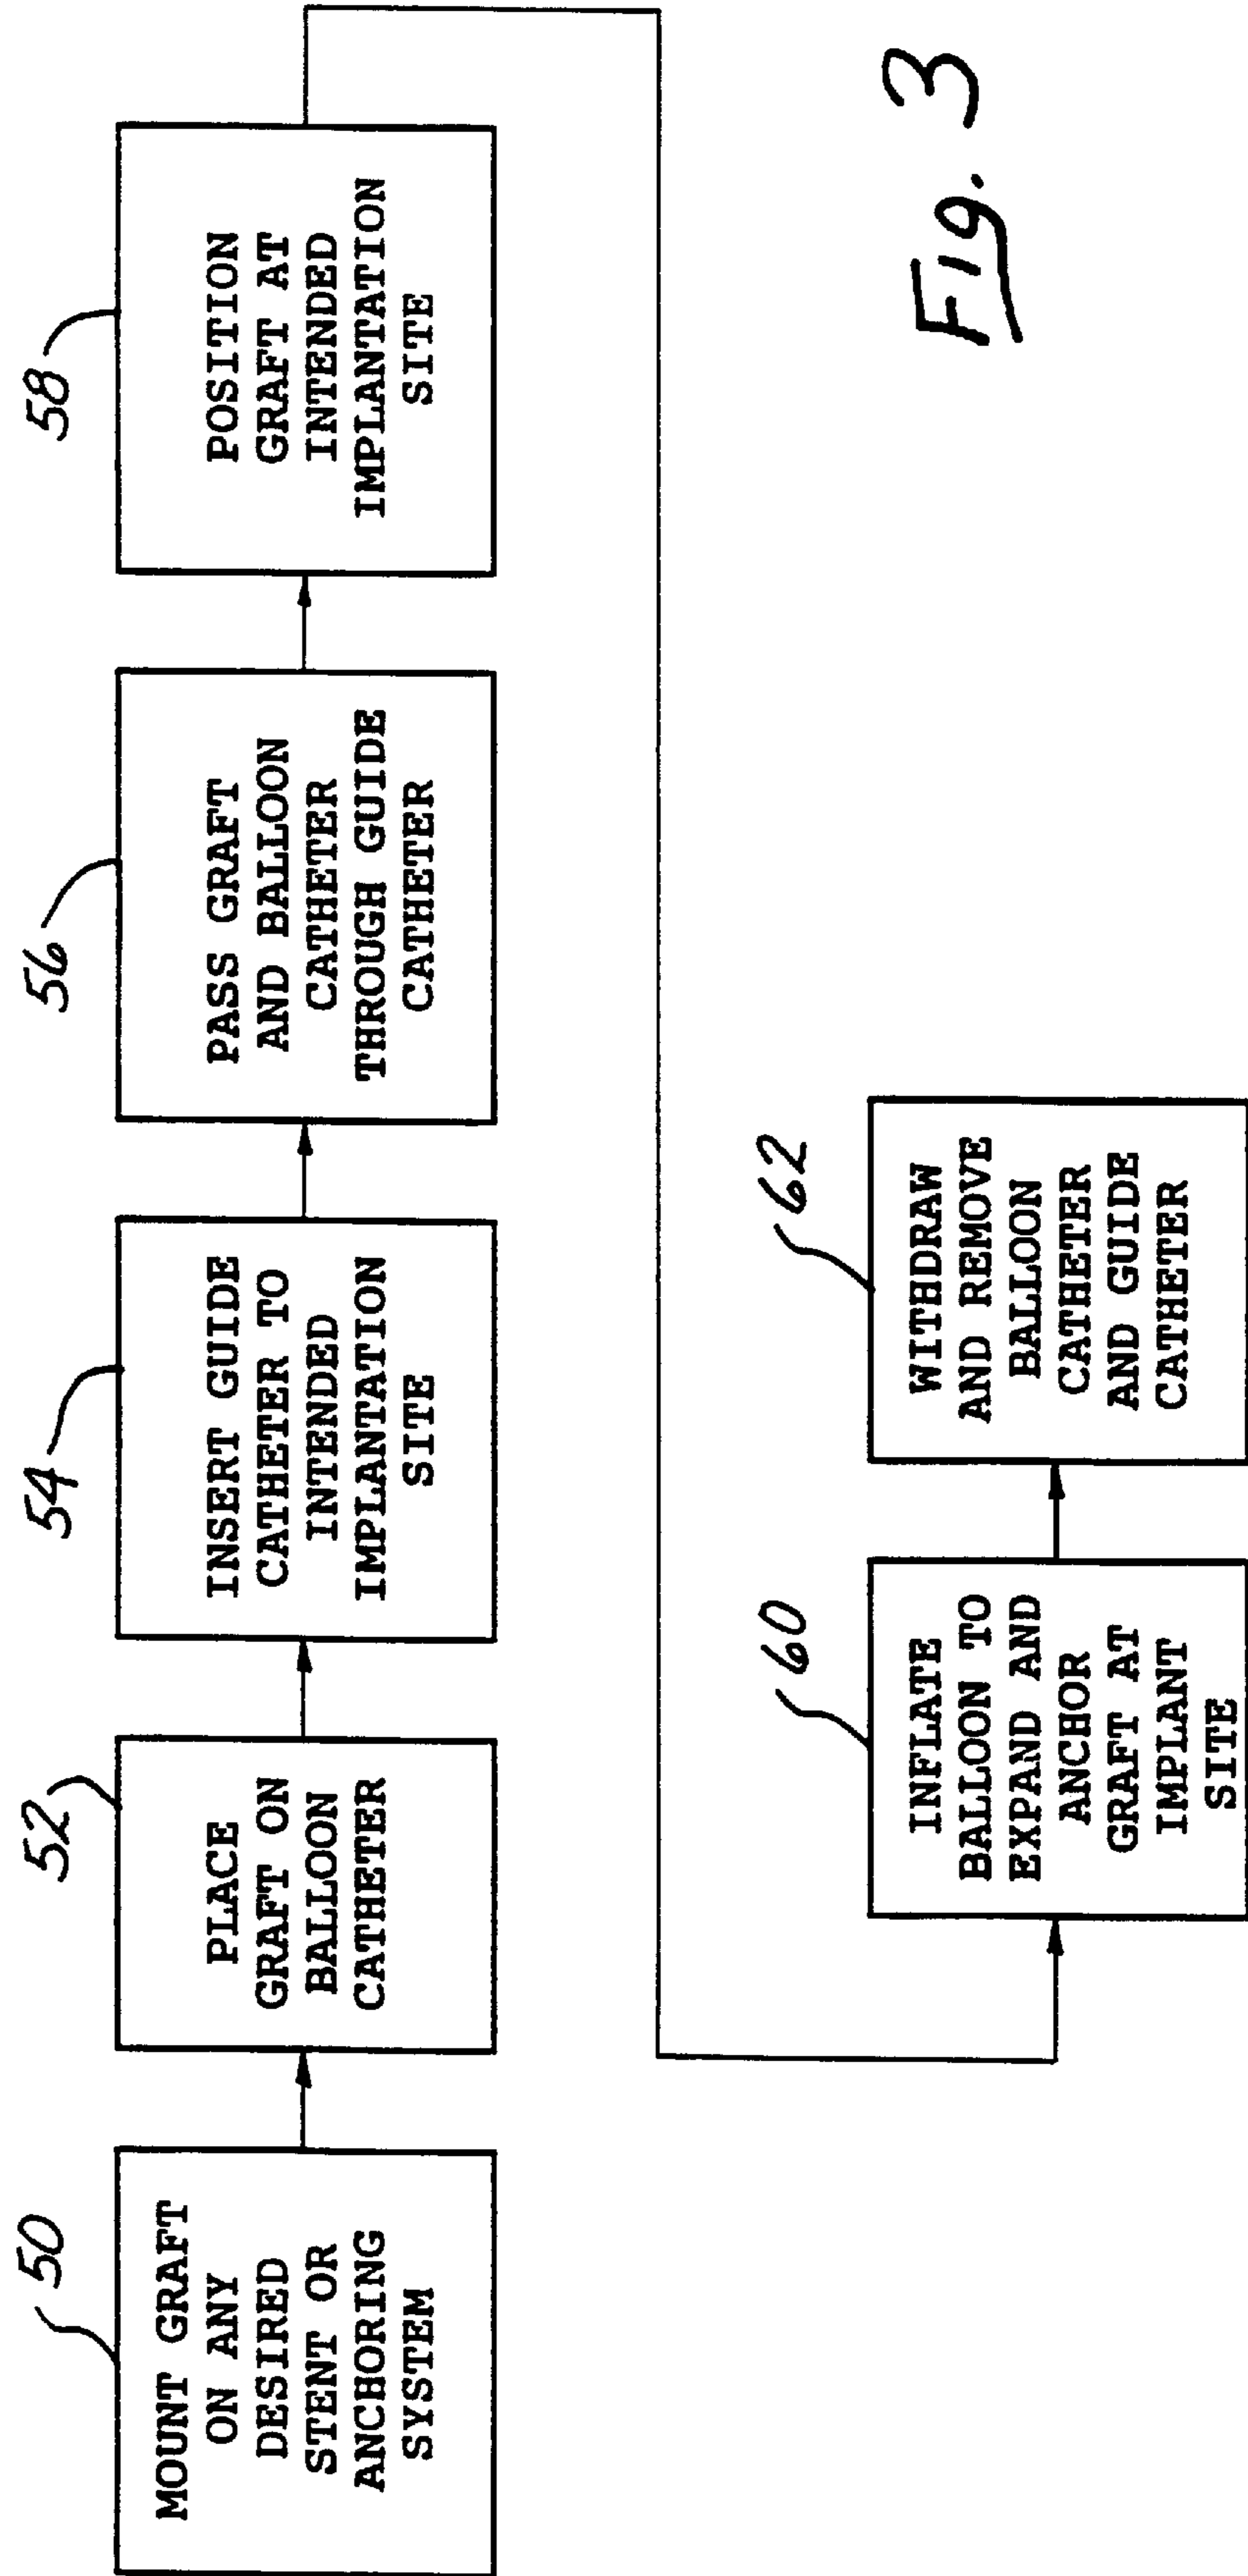 50
MOUNT GRAFT
ON ANY
DESIRED
STENT OR
ANCHORING
SYSTEM
52
PLACE
GRAFT ON
BALLOON
CATHETER
54
INSERT GUIDE
CATHETER TO
INTENDED
IMPLANTATION
SITE
56
PASS GRAFT
AND BALLOON
CATHETER
THROUGH GUIDE
CATHETER
58
POSITION
GRAFT AT
INTENDED
IMPLANTATION
SITE
60
INFLATE
BALLOON TO
EXPAND AND
ANCHOR
GRAFT AT
IMPLANT
SITE
62
WITHDRAW
AND REMOVE
BALLOON
CATHETER
AND GUIDE
CATHETER
Fig. 3